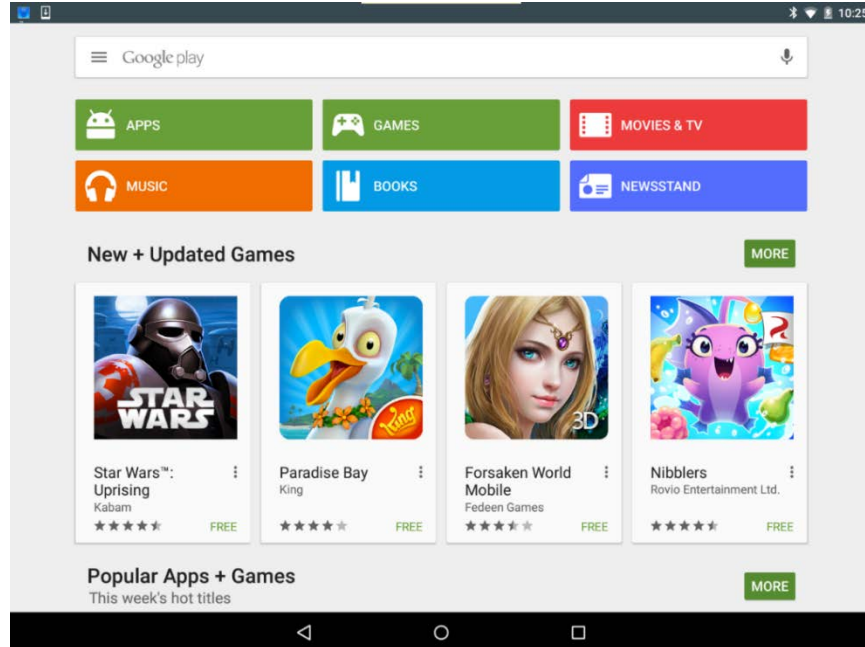 10:25
Google play
APPS
GAMES
MOVIES & TV
MUSIC
BOOKS
NEWSSTAND
New + Updated Games
MORE
STAR
WARS
King
3D
Star Wars™:
Uprising
Kabam
FREE
Paradise Bay
King
FREE
Forsaken World
Mobile
Fedeen Games
FREE
Nibblers
Rovio Entertainment Ltd.
FREE
Popular Apps + Games
This week's hot titles
MORE